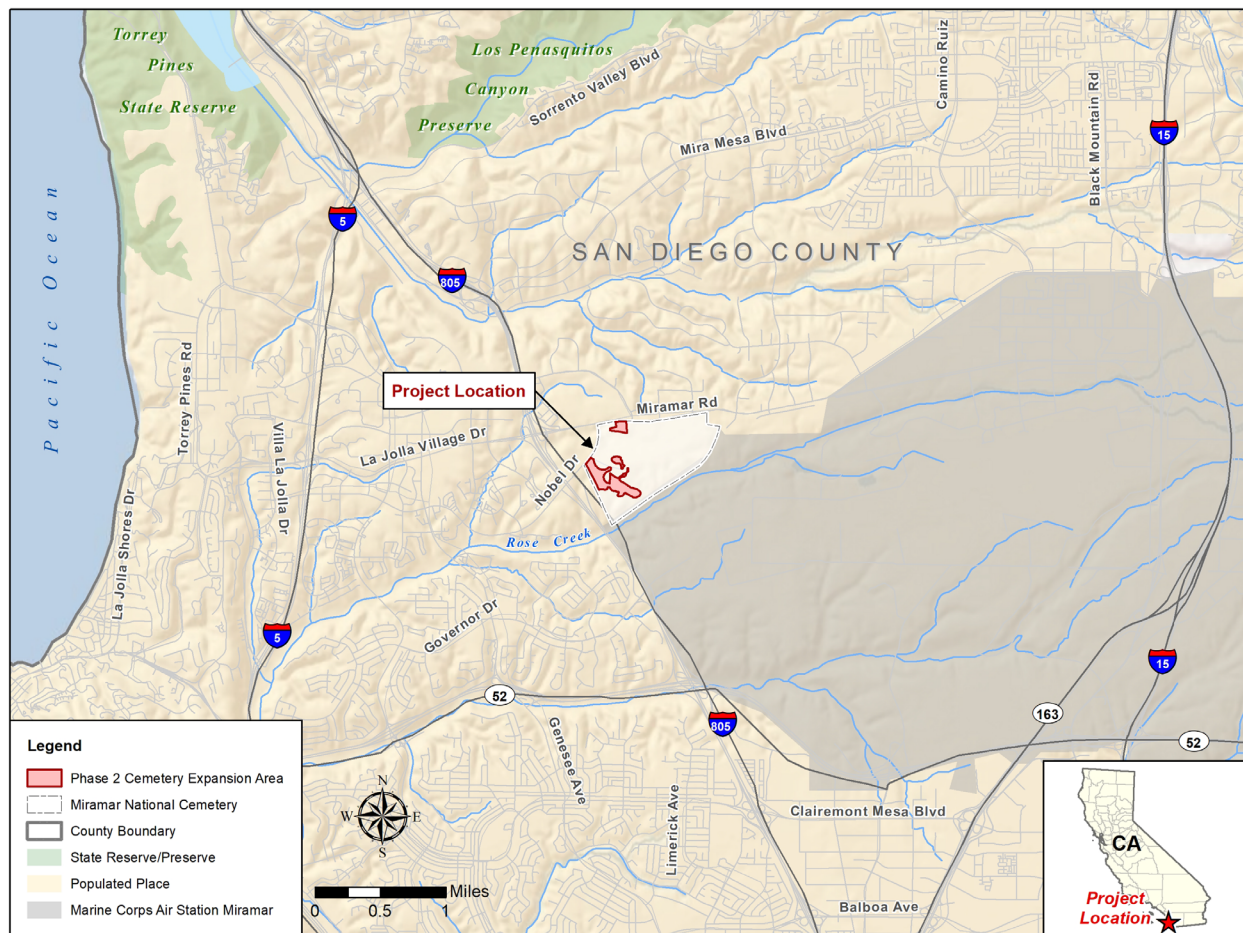 Torrey
Pines
State Reserve
Los Penasquitos
Canyon
Preserve
Sorrento Valley Blvd
Camino Ruiz
Mira Mesa Blvd
Black Mountain Rd
15
5
805
SAN DIEGO COUNTY
Pacific Ocean
Torrey Pines Rd
Project Location
Miramar Rd
La Jolla Village Dr
Villa La Jolla Dr
Nobel Dr
Rose Creek
La Jolla Shores Dr
Governor Dr
5
15
52
805
163
52
Genesee Ave
Limerick Ave
Clairemont Mesa Blvd
Balboa Ave
Legend
Phase 2 Cemetery Expansion Area
Miramar National Cemetery
County Boundary
State Reserve/Preserve
Populated Place
Marine Corps Air Station Miramar
N
W E
S
Miles
0 0.5 1
CA
Project
Location